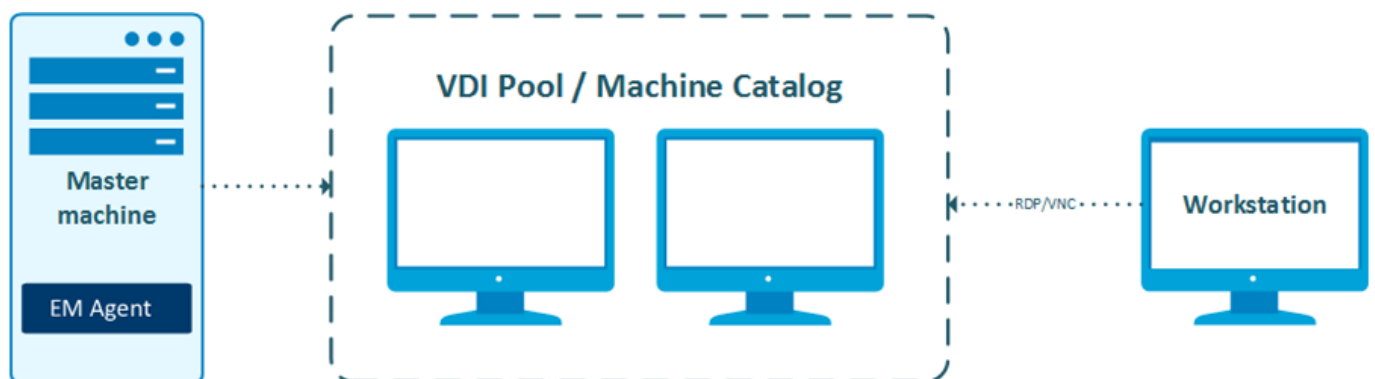 VDI Pool / Machine Catalog
Master
machine
EM Agent
RDP/VNC
Workstation